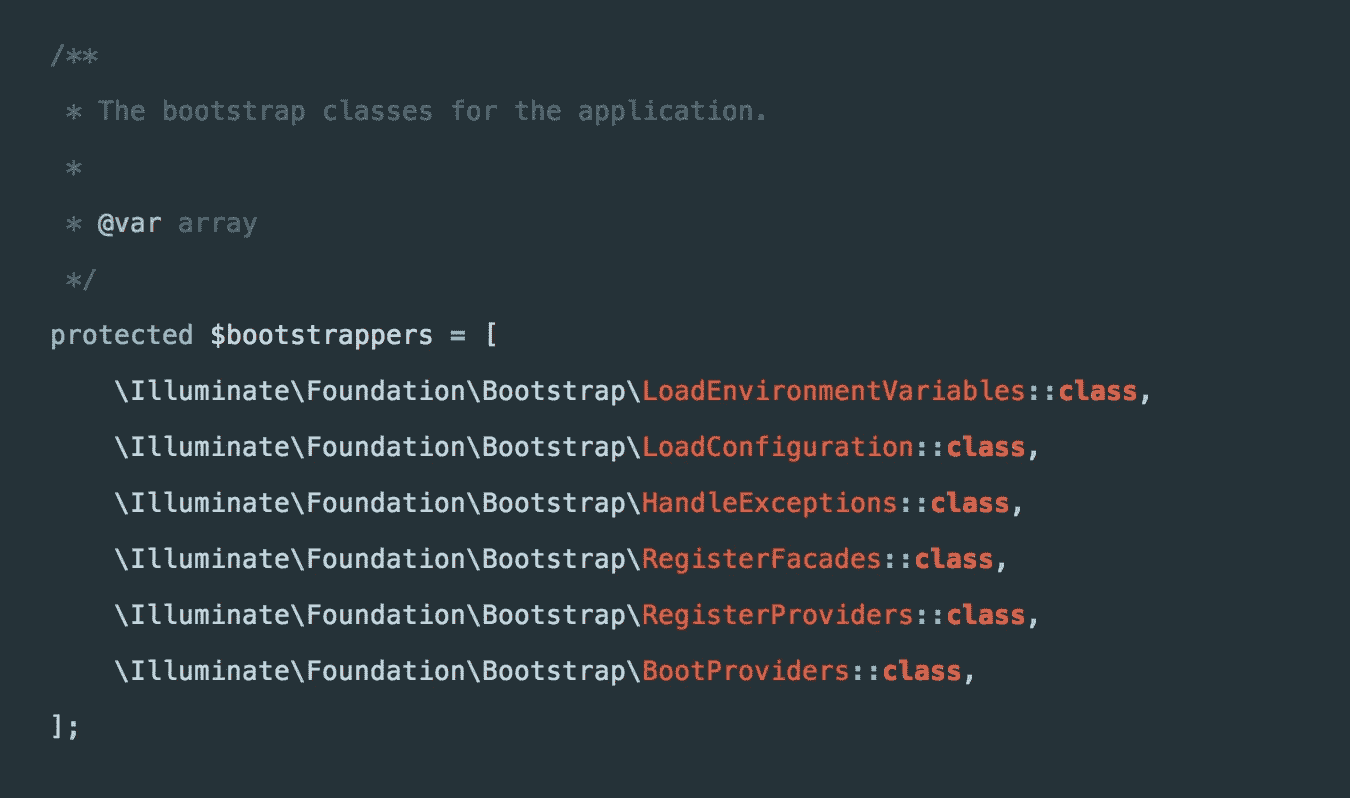 /**
 * The bootstrap classes for the application.
 *
 * @var array
 */
protected $bootstrappers = [
    \Illuminate\Foundation\Bootstrap\LoadEnvironmentVariables::class,
    \Illuminate\Foundation\Bootstrap\LoadConfiguration::class,
    \Illuminate\Foundation\Bootstrap\HandleExceptions::class,
    \Illuminate\Foundation\Bootstrap\RegisterFacades::class,
    \Illuminate\Foundation\Bootstrap\RegisterProviders::class,
    \Illuminate\Foundation\Bootstrap\BootProviders::class,
];